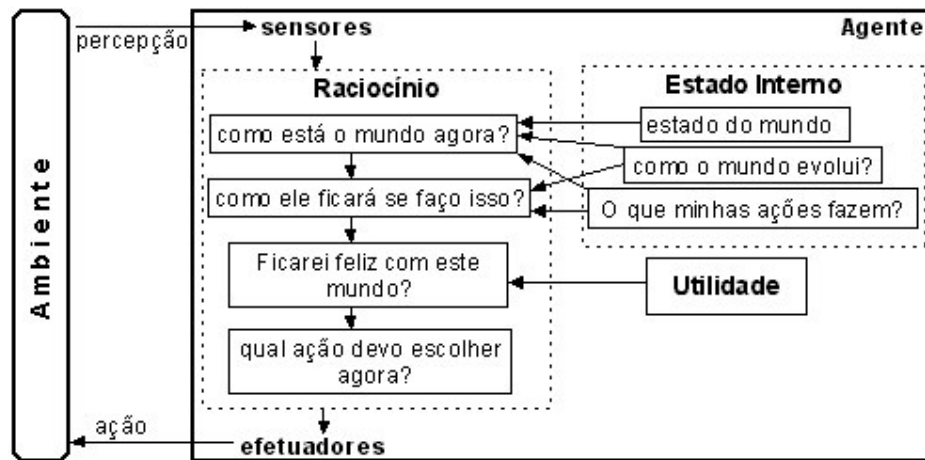 Ambiente
percepção
sensores
Agente
Raciocínio
como está o mundo agora?
como ele ficará se faço isso?
Ficarei feliz com este
mundo?
qual ação devo escolher
agora?
Estado Interno
estado do mundo
como o mundo evolui?
O que minhas ações fazem?
Utilidade
ação
efetuadores